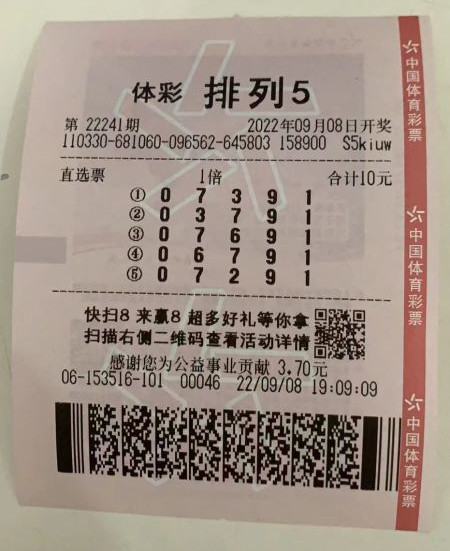 体彩 排列5
第 22241期 2022年09月08日开奖
110330-681060-096562-645803 158900 S5kiuw
直选票 1倍 合计10元
① 0 7 3 9 1
② 0 3 7 9 1
③ 0 7 6 9 1
④ 0 6 7 9 1
⑤ 0 7 2 9 1
快扫8 来赢8 超多好礼等你拿
扫描右侧二维码查看活动详情
感谢您为公益事业贡献 3.70元
06-153516-101 00046 22/09/08 19:09:09
中国体育彩票
中国体育彩票
中国体育彩票